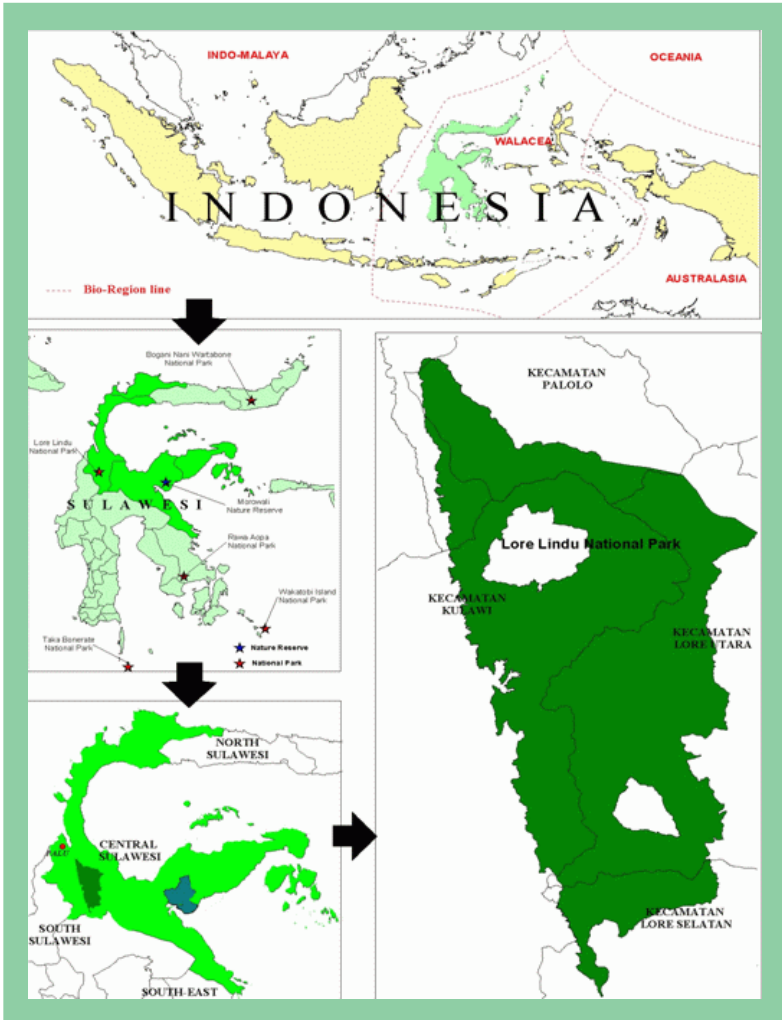 INDO-MALAYA
OCEANIA
WALACEA
INDONESIA
AUSTRALASIA
Bio-Region line
Bogani Nani Wartabone
National Park
Lore Lindu
National Park
SULAWESI
Morowali
Nature Reserve
Rawa Aopa
National Park
Wakatobi Island
National Park
Taka Bonerate
National Park
Nature Reserve
National Park
NORTH
SULAWESI
CENTRAL
SULAWESI
PALU
SOUTH
SULAWESI
SOUTH-EAST
KECAMATAN
PALOLO
Lore Lindu National Park
KECAMATAN
KULAWI
KECAMATAN
LORE UTARA
KECAMATAN
LORE SELATAN